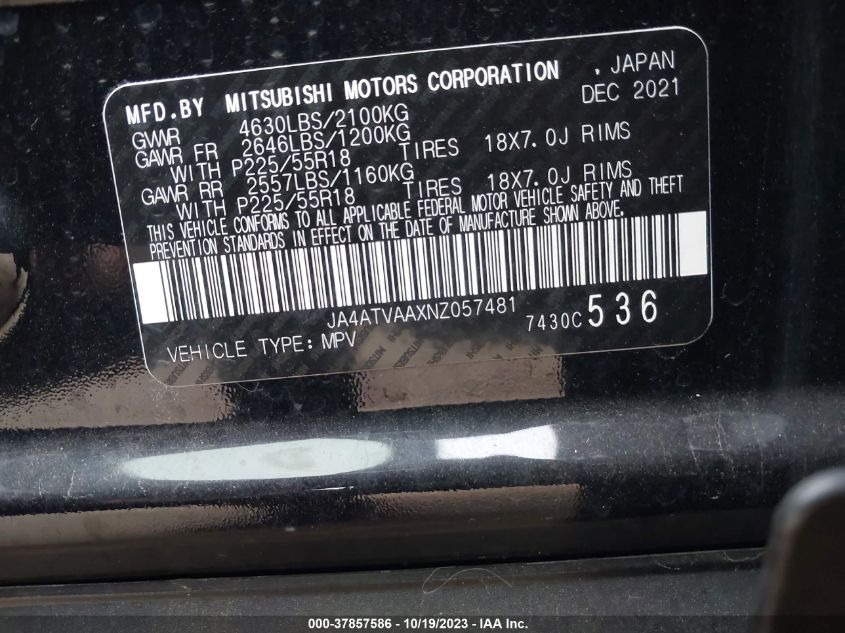 MFD.BY MITSUBISHI MOTORS CORPORATION , JAPAN
DEC 2021
GVWR 4630LBS/2100KG
GAWR FR 2646LBS/1200KG
WITH P225/55R18 TIRES 18X7.0J RIMS
GAWR RR 2557LBS/1160KG
WITH P225/55R18 TIRES 18X7.0J RIMS
THIS VEHICLE CONFORMS TO ALL APPLICABLE FEDERAL MOTOR VEHICLE SAFETY AND THEFT
PREVENTION STANDARDS IN EFFECT ON THE DATE OF MANUFACTURE SHOWN ABOVE.
JA4ATVAAXNZ057481
7430C 536
VEHICLE TYPE: MPV
000-37857586 - 10/19/2023 - IAA Inc.